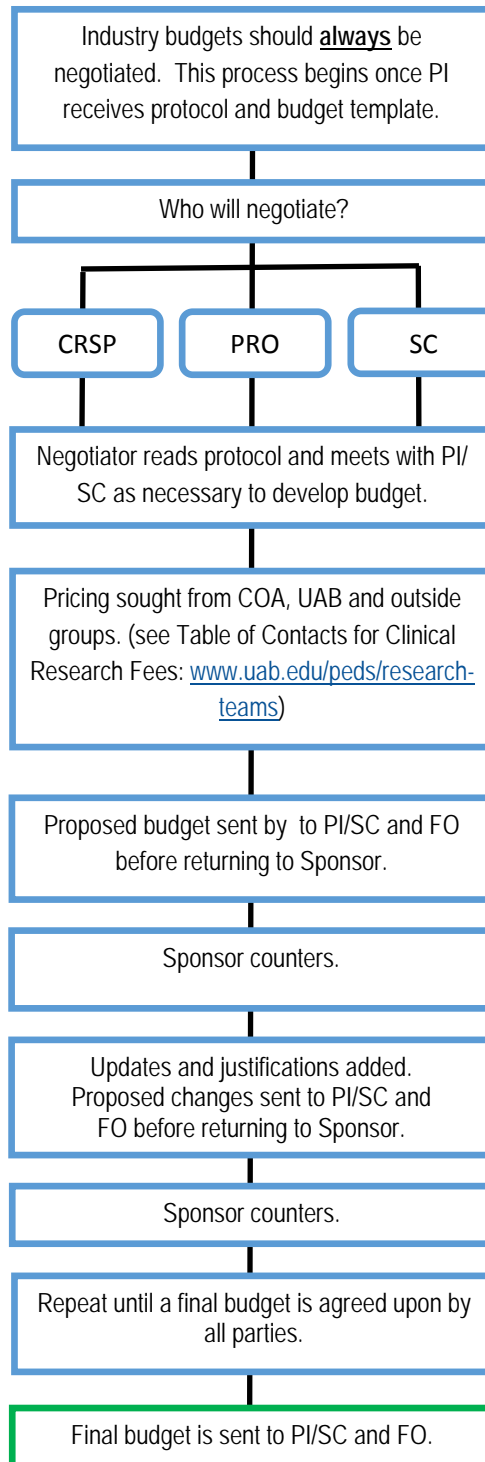 Industry budgets should always be
negotiated.  This process begins once PI
receives protocol and budget template.
Who will negotiate?
CRSP
PRO
SC
Negotiator reads protocol and meets with PI/
SC as necessary to develop budget.
Pricing sought from COA, UAB and outside
groups. (see Table of Contacts for Clinical
Research Fees: www.uab.edu/peds/research-
teams)
Proposed budget sent by  to PI/SC and FO
before returning to Sponsor.
Sponsor counters.
Updates and justifications added.
Proposed changes sent to PI/SC and
FO before returning to Sponsor.
Sponsor counters.
Repeat until a final budget is agreed upon by
all parties.
Final budget is sent to PI/SC and FO.